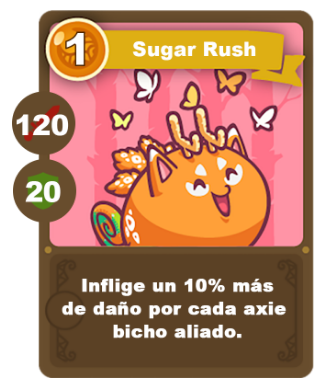 1
Sugar Rush
120
20
Inflige un 10% más
de daño por cada axie
bicho aliado.